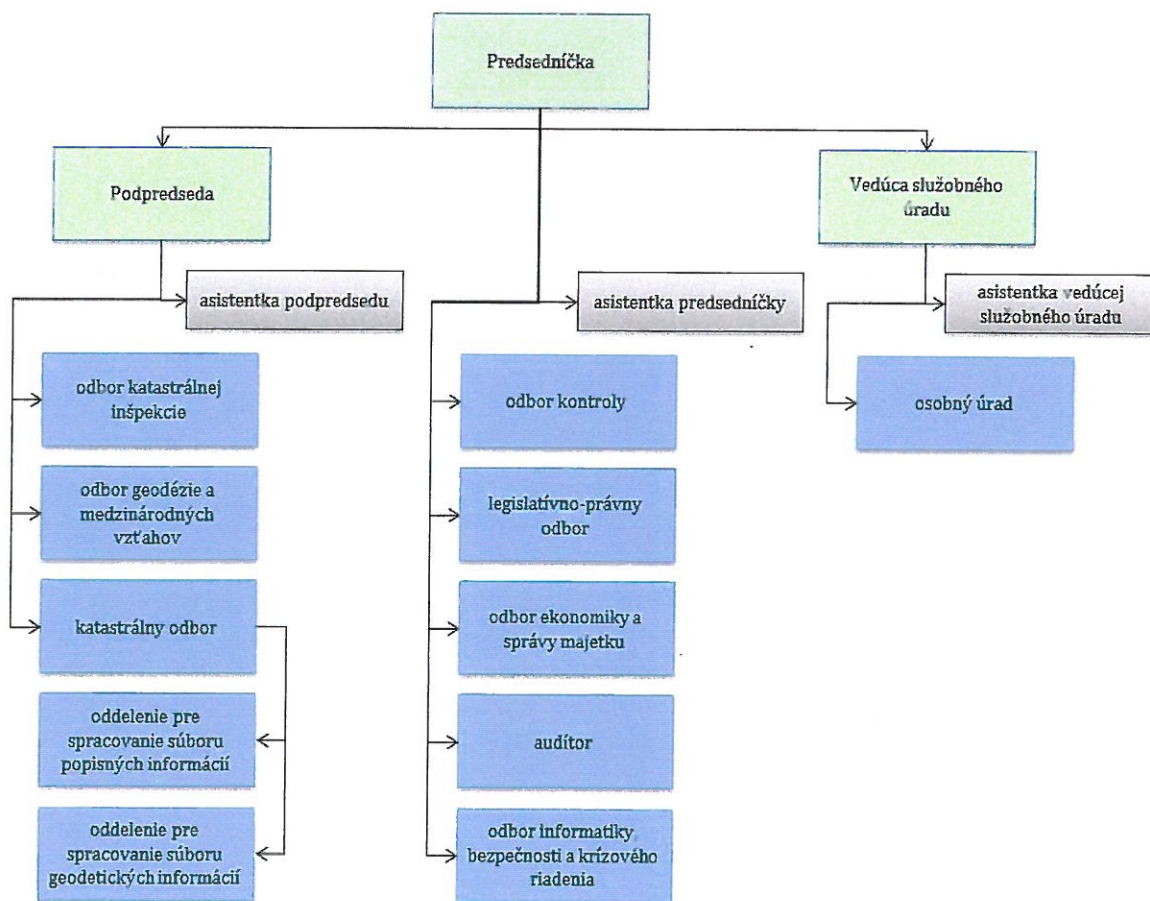 Predsedníčka
Podpredseda
Vedúca služobného
úradu
asistentka podpredsedu
asistentka predsedníčky
asistentka vedúcej
služobného úradu
odbor katastrálnej
inšpekcie
odbor geodézie a
medzinárodných
vzťahov
katastrálny odbor
oddelenie pre
spracovanie súboru
popisných informácií
oddelenie pre
spracovanie súboru
geodetických informácií
odbor kontroly
legislatívno-právny
odbor
odbor ekonomiky a
správy majetku
audítor
odbor informatiky,
bezpečnosti a krízového
riadenia
osobný úrad